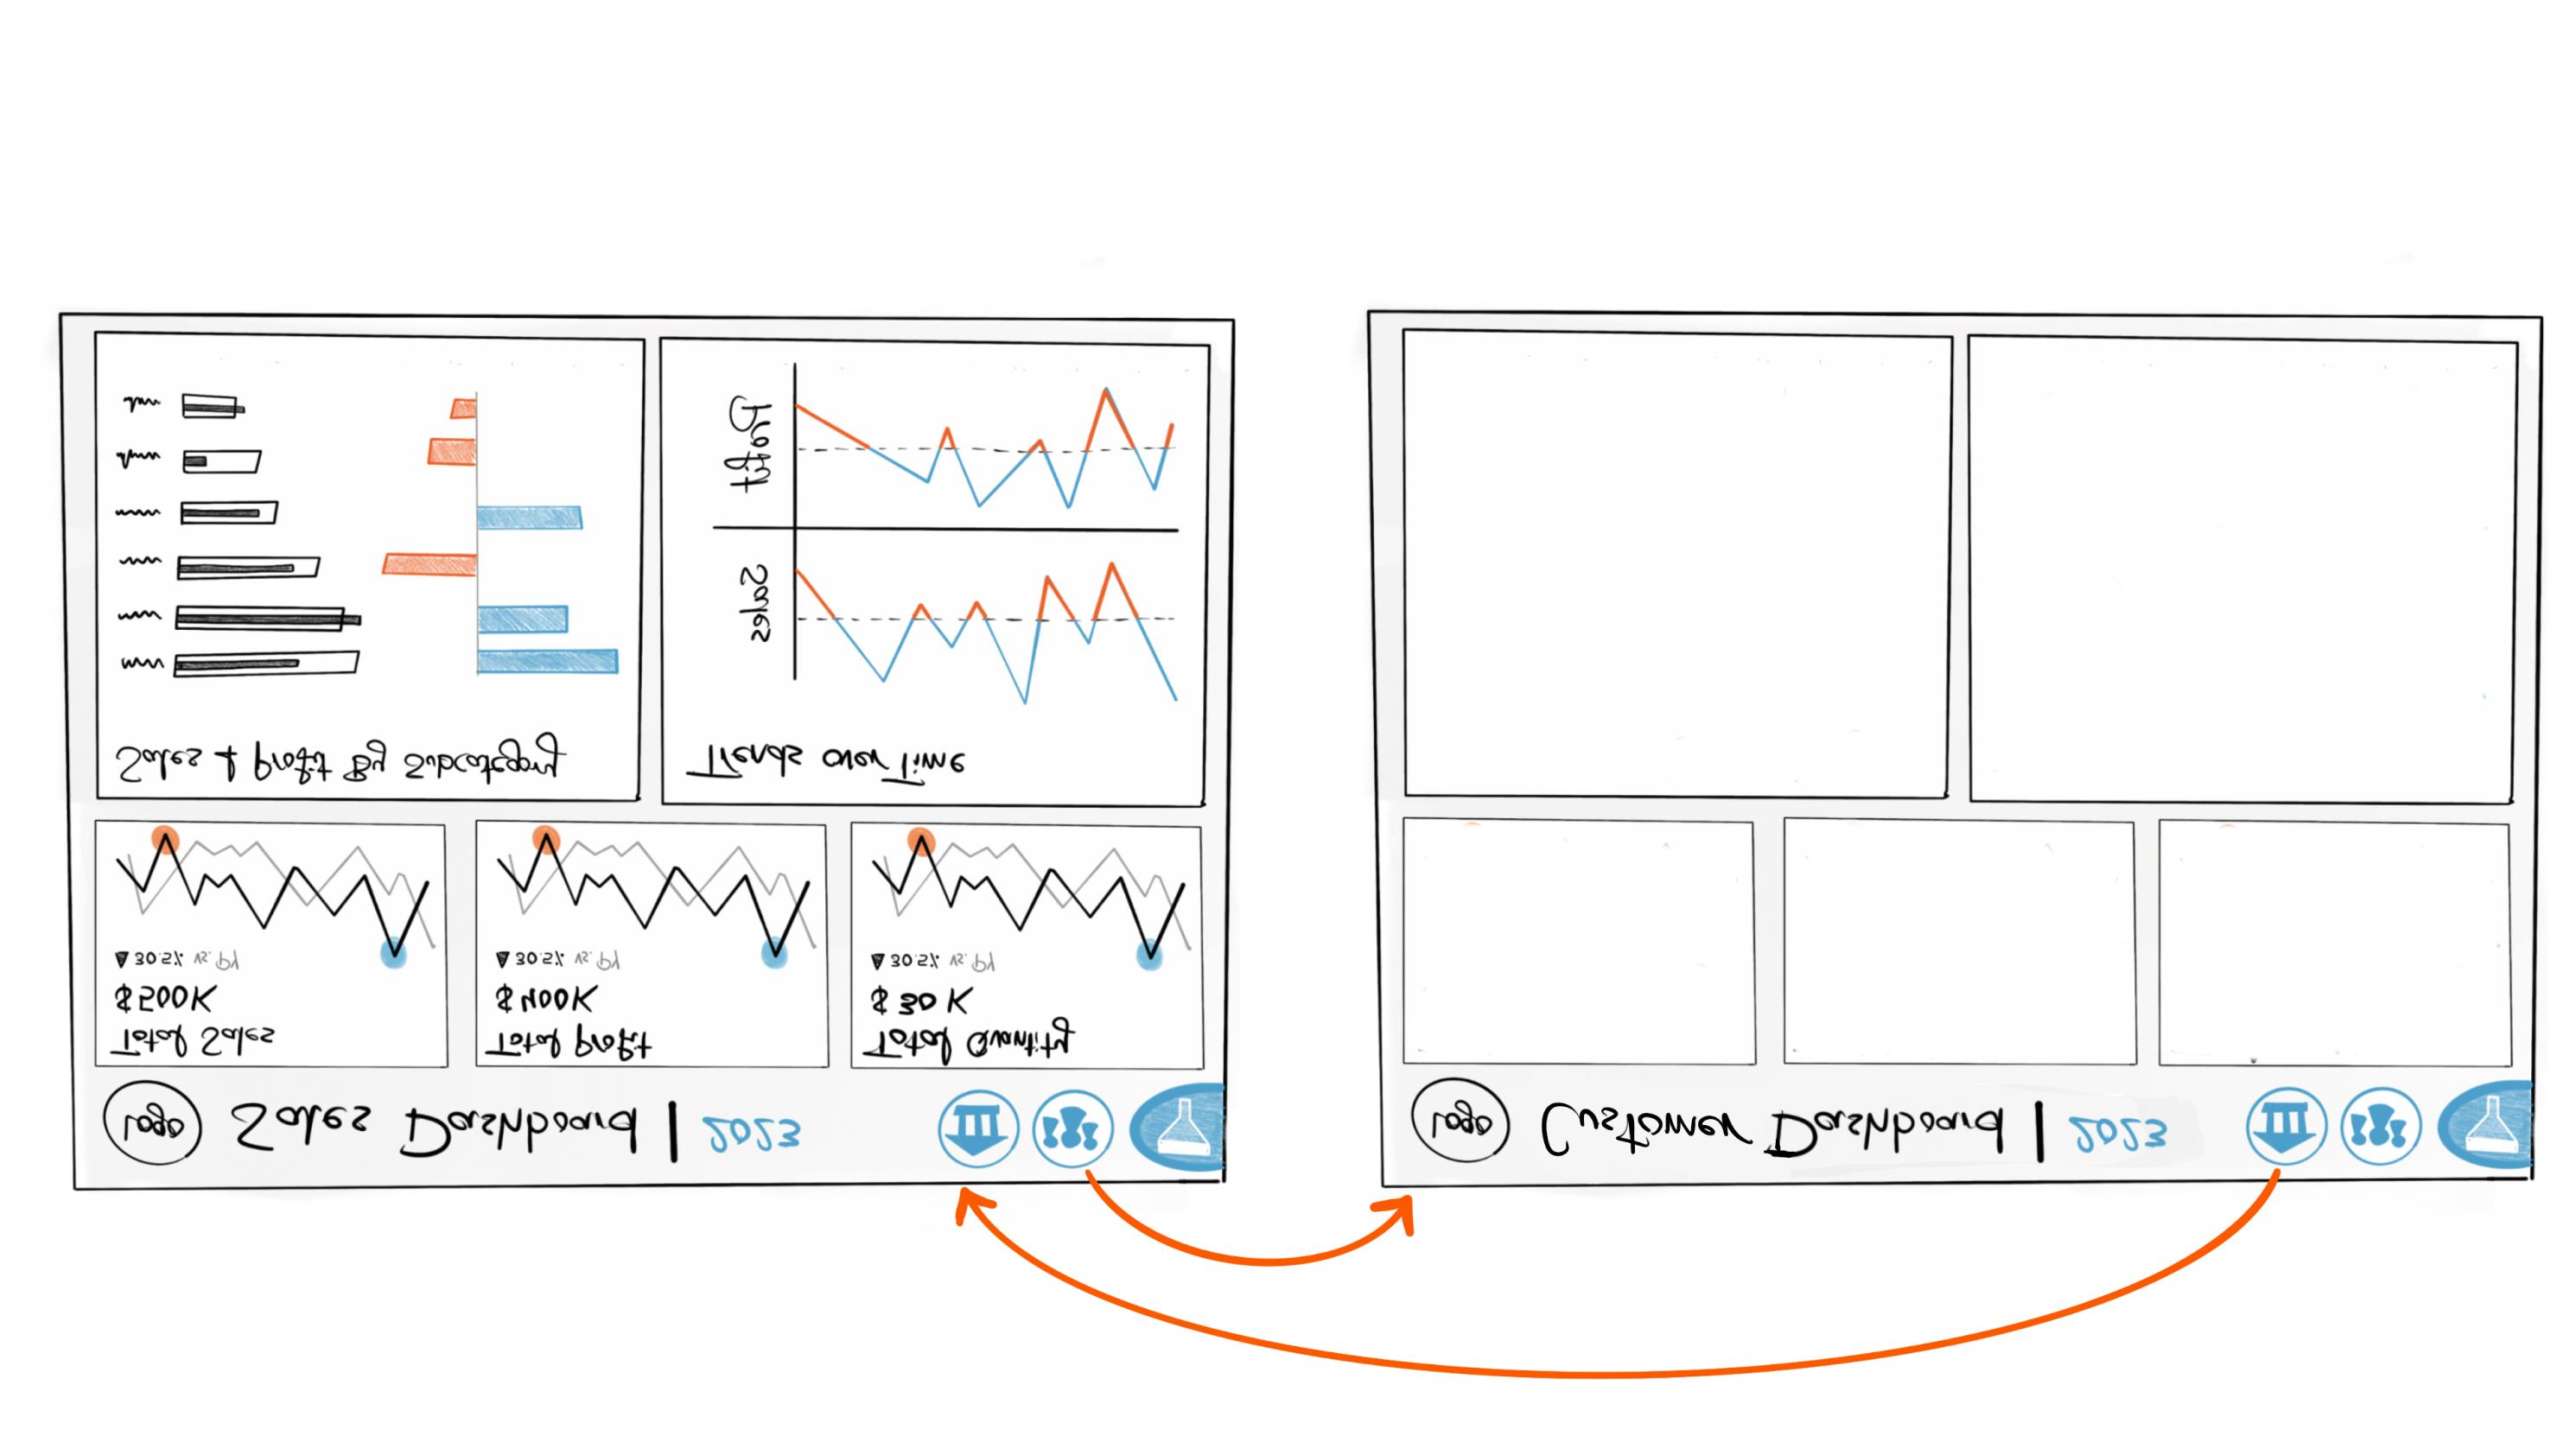 Logo Sales Dashboard | 2023
Total Sales
$500K
▲ 30.5% vs. PY
Total Profit
$400K
▲ 30.5% vs. PY
Total Quantity
$ 30 K
▲ 30.5% vs. PY
Sales & Profit By Subcategory
Trends over Time
Sales
Profit
Logo Customer Dashboard | 2023